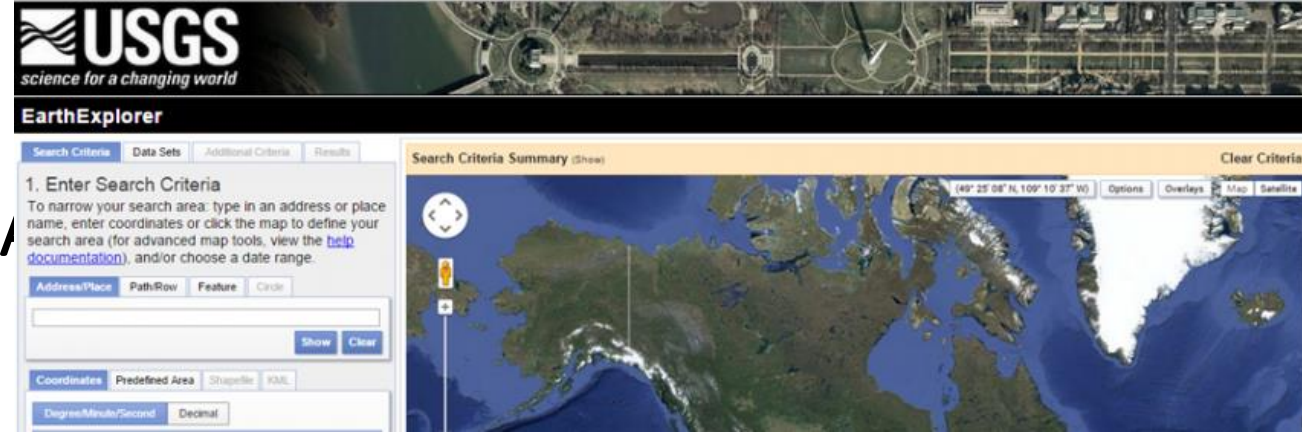 USGS
science for a changing world
EarthExplorer
Search Criteria Data Sets Additional Criteria Results
1. Enter Search Criteria
To narrow your search area: type in an address or place
name, enter coordinates or click the map to define your
search area (for advanced map tools, view the help
documentation), and/or choose a date range.
Address/Place Path/Row Feature Circle
Show Clear
Coordinates Predefined Area Shapefile KML
Degree/Minute/Second Decimal
Search Criteria Summary (Show) Clear Criteria
(49° 25' 08" N, 109° 10' 37" W) Options Overlays Map Satellite